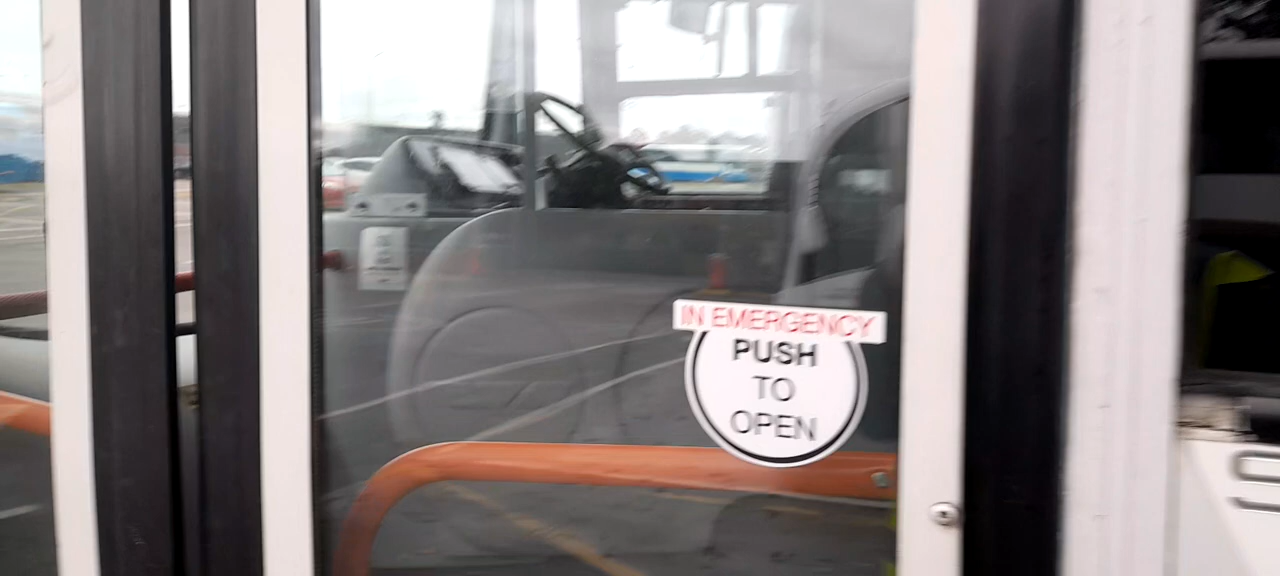 IN EMERGENCY
PUSH
TO
OPEN
S